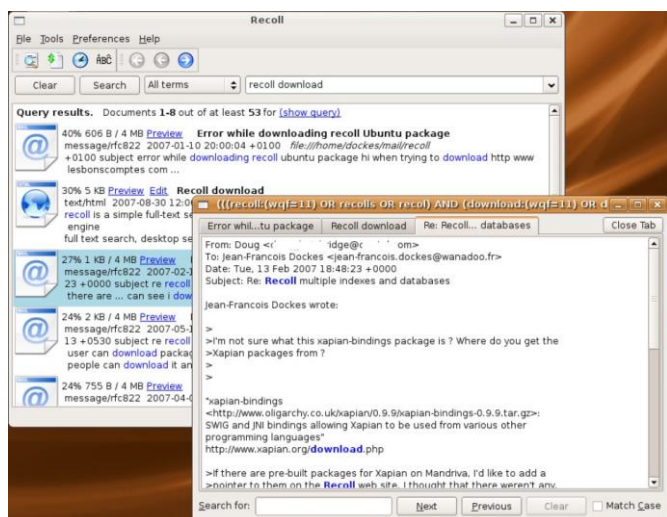 Recoll
File Tools Preferences Help
ÀBĈ
Clear
Search
All terms
recoll download
Query results. Documents 1-8 out of at least 53 for (show query)
40% 606 B / 4 MB Preview Error while downloading recoll Ubuntu package
message/rfc822 2007-01-10 20:00:04 +0100 file:///home/dockes/mail/recoll
+0100 subject error while downloading recoll ubuntu package hi when trying to download http www
lesbonscomptes com ...
30% 5 KB Preview Edit Recoll download
text/html 2007-08-30 12:0
recoll is a simple full-text se
engine
full text search, desktop se
27% 1 KB / 4 MB Preview
message/rfc822 2007-02-1
23 +0000 subject re recoll
there are ... can see i dow
24% 2 KB / 4 MB Preview
message/rfc822 2007-05-1
13 +0530 subject re recoll
user can download packag
people can download it an
24% 755 B / 4 MB Preview
message/rfc822 2007-04-0
(((recoll:(wqf=11) OR recolls OR recol) AND (download:(wqf=11) OR d
Error whil...tu package
Recoll download
Re: Recoll... databases
Close Tab
From: Doug
To: Jean-Francois Dockes <jean-francois.dockes@wanadoo.fr>
Date: Tue, 13 Feb 2007 18:48:23 +0000
Subject: Re: Recoll multiple indexes and databases
Jean-Francois Dockes wrote:
>
>I'm not sure what this xapian-bindings package is ? Where do you get the
>Xapian packages from ?
>
>
"xapian-bindings
<http://www.oligarchy.co.uk/xapian/0.9.9/xapian-bindings-0.9.9.tar.gz>:
SWIG and JNI bindings allowing Xapian to be used from various other
programming languages"
http://www.xapian.org/download.php
>If there are pre-built packages for Xapian on Mandriva, I'd like to add a
>pointer to them on the Recoll web site. I thought that there weren't any.
Search for:
Next
Previous
Clear
Match Case